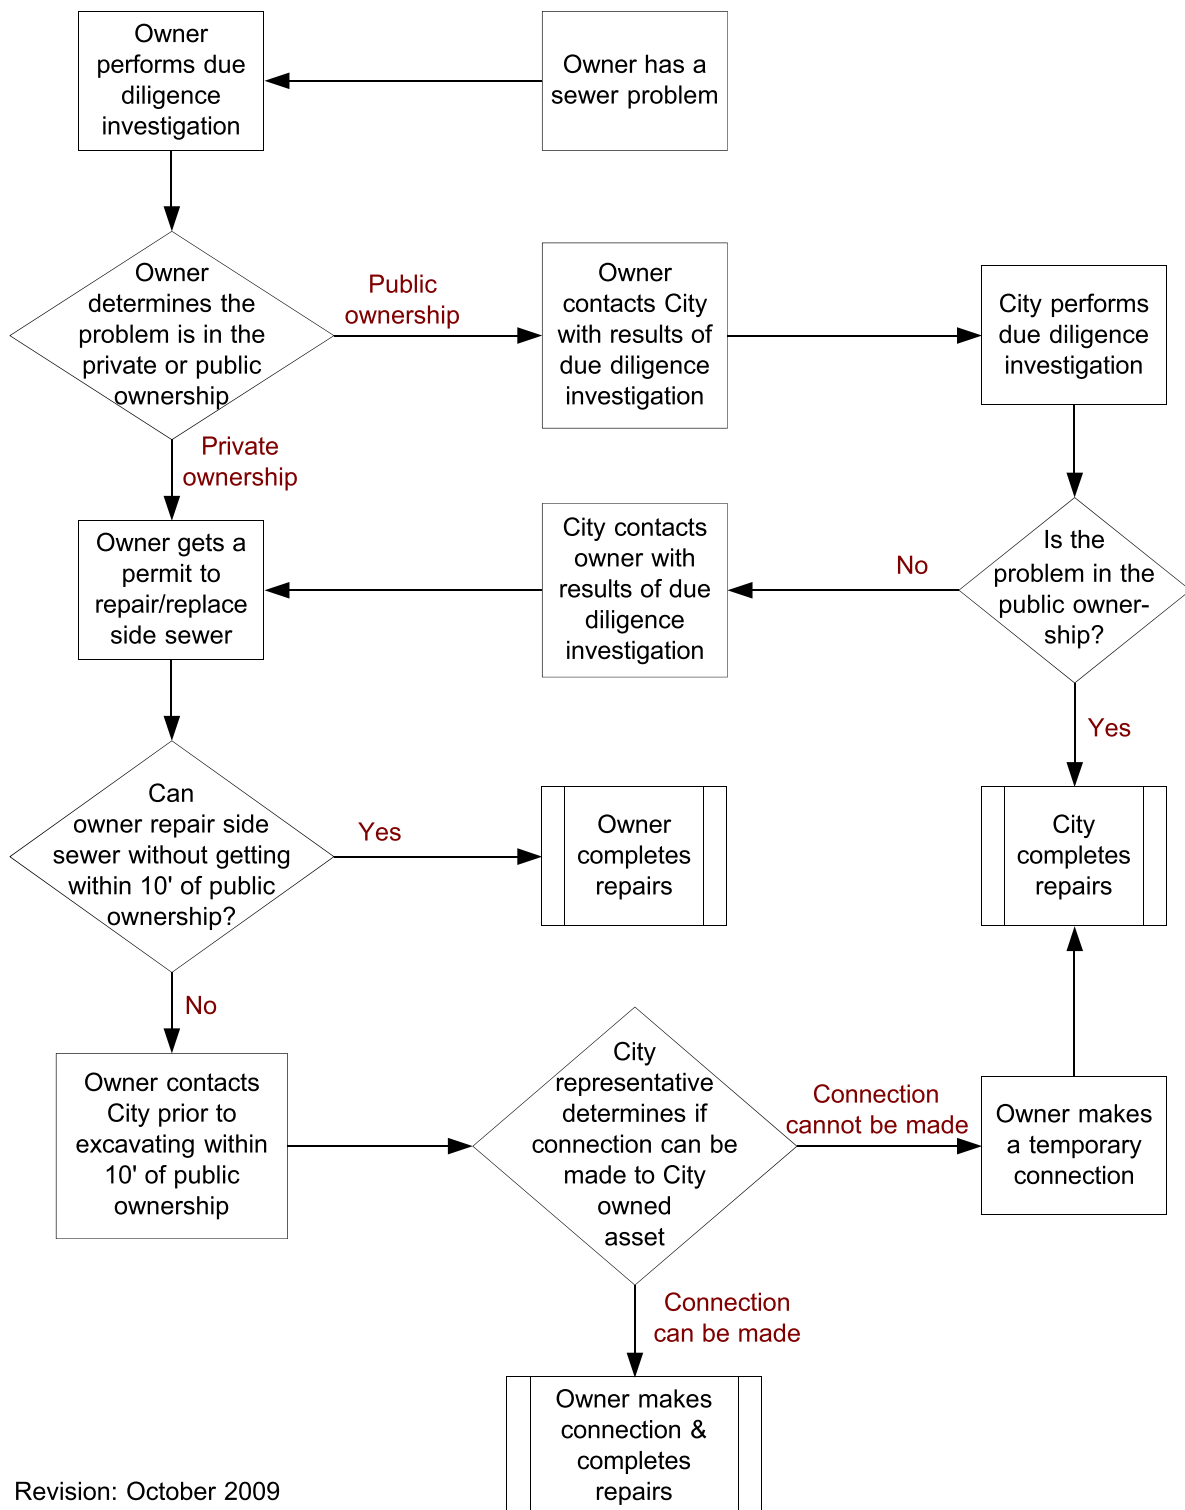 Owner
performs due
diligence
investigation
Owner has a
sewer problem
Owner
determines the
problem is in the
private or public
ownership
Public
ownership
Owner
contacts City
with results of
due diligence
investigation
City performs
due diligence
investigation
Private
ownership
Owner gets a
permit to
repair/replace
side sewer
City contacts
owner with
results of due
diligence
investigation
No
Is the
problem in the
public owner-
ship?
Yes
Can
owner repair side
sewer without getting
within 10' of public
ownership?
Yes
Owner
completes
repairs
City
completes
repairs
No
Owner contacts
City prior to
excavating within
10' of public
ownership
City
representative
determines if
connection can be
made to City
owned
asset
Connection
cannot be made
Owner makes
a temporary
connection
Connection
can be made
Owner makes
connection &
completes
repairs
Revision: October 2009